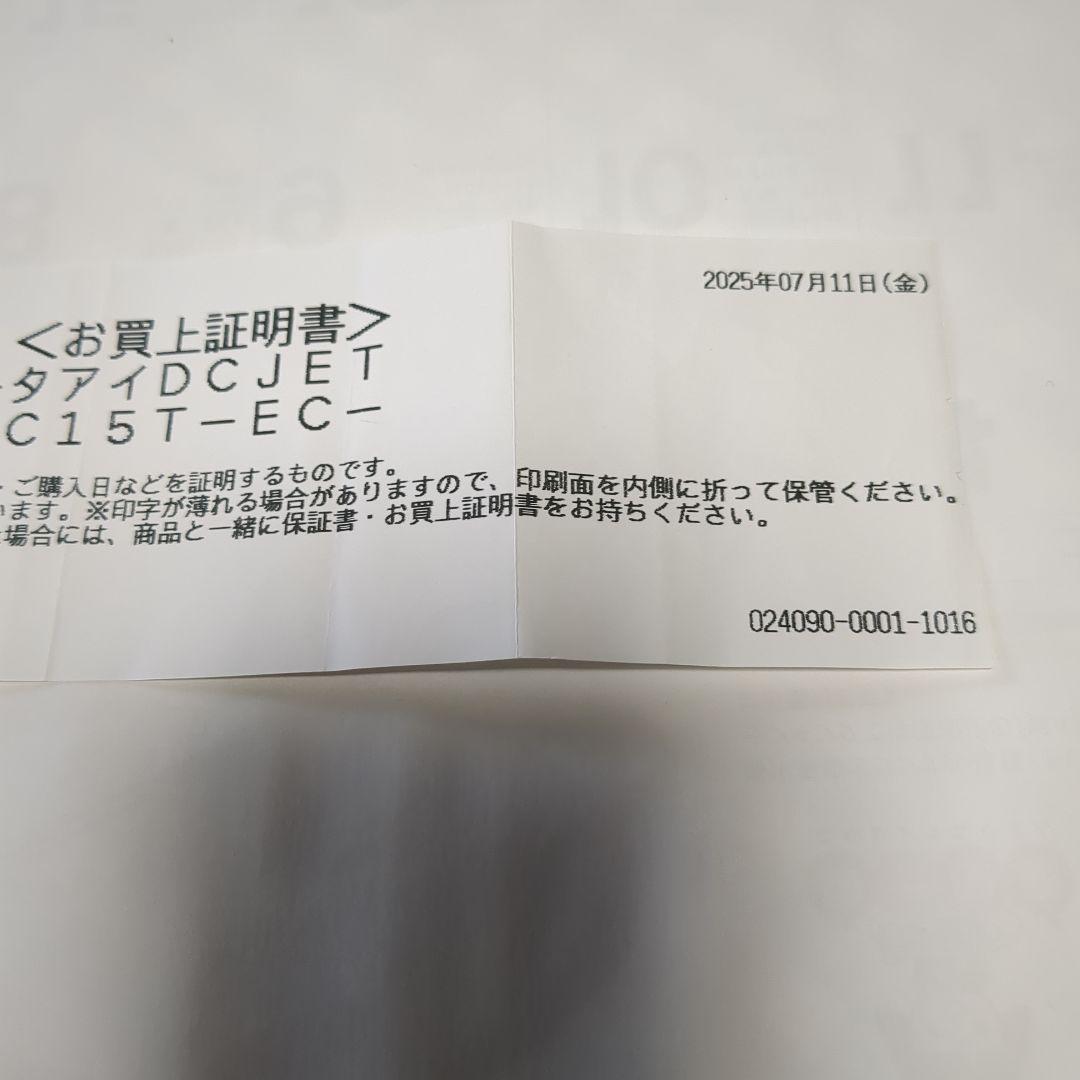 2025年07月11日(金)
<お買上証明書>
タアイDCJET
C15T-EC-
ご購入日などを証明するものです。
います。※印字が薄れる場合がありますので、印刷面を内側に折って保管ください。
場合には、商品と一緒に保証書・お買上証明書をお持ちください。
024090-0001-1016